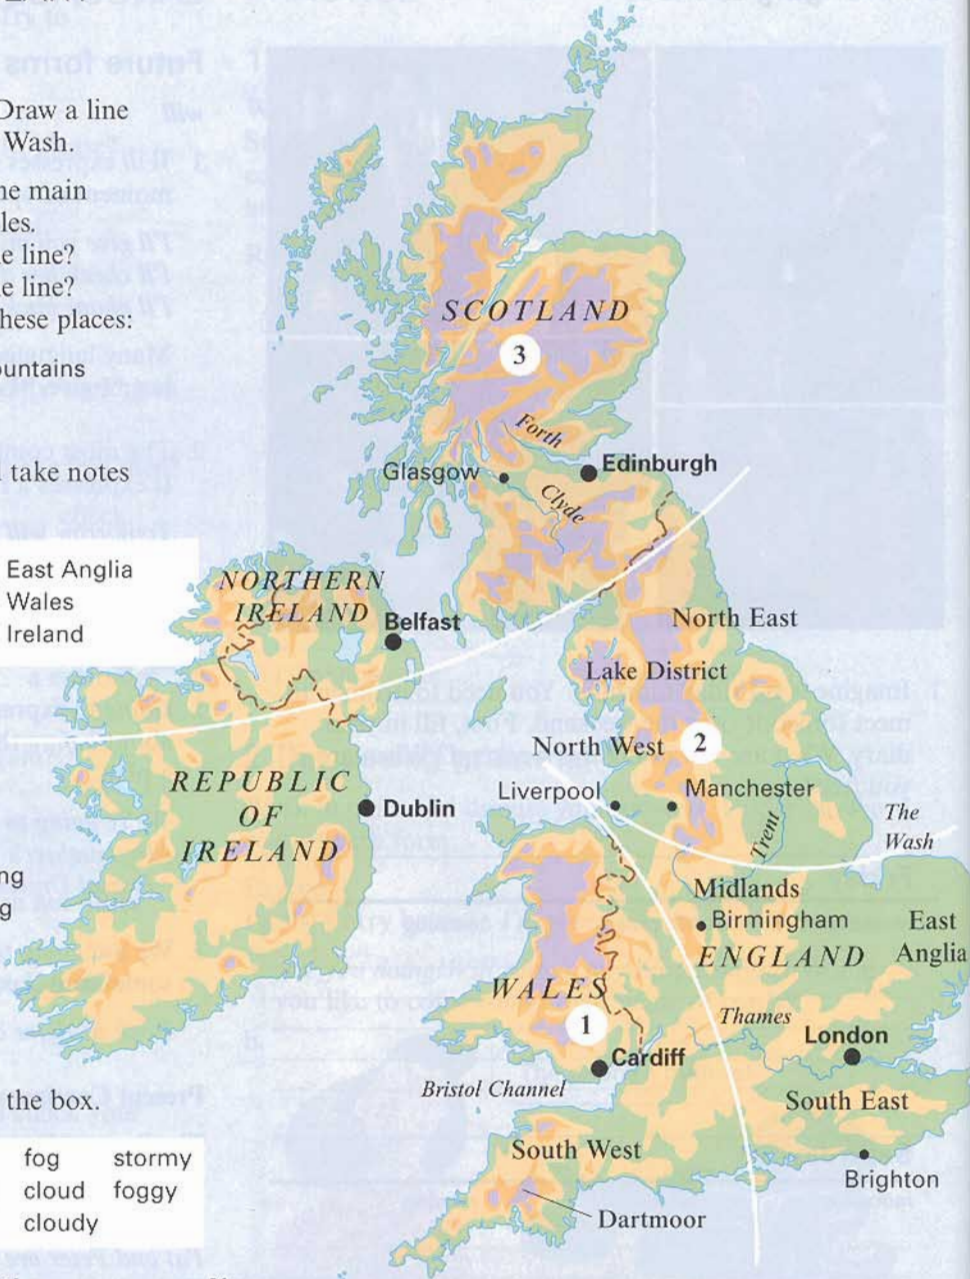 Draw a line
Wash.
ne main
les.
e line?
e line?
hese places:
ountains
take notes
East Anglia
Wales
Ireland
ng
g
the box.
fog stormy
cloud foggy
cloudy
SCOTLAND
3
Forth
Glasgow
Edinburgh
Clyde
NORTHERN
IRELAND
Belfast
North East
Lake District
North West
2
REPUBLIC
OF
IRELAND
Dublin
Liverpool
Manchester
Trent
The
Wash
Midlands
Birmingham
East
Anglia
ENGLAND
WALES
1
Thames
London
Cardiff
Bristol Channel
South East
South West
Brighton
Dartmoor